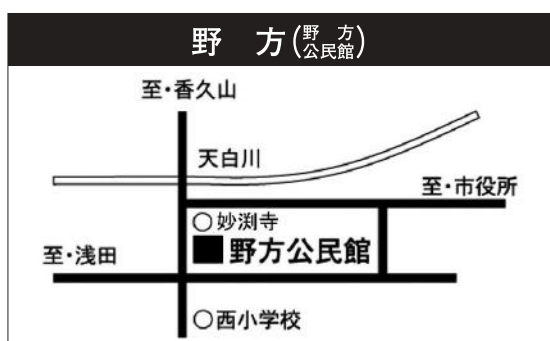 野　方(野　方公民館)
至・香久山
天白川
至・市役所
○妙渕寺
■野方公民館
至・浅田
○西小学校